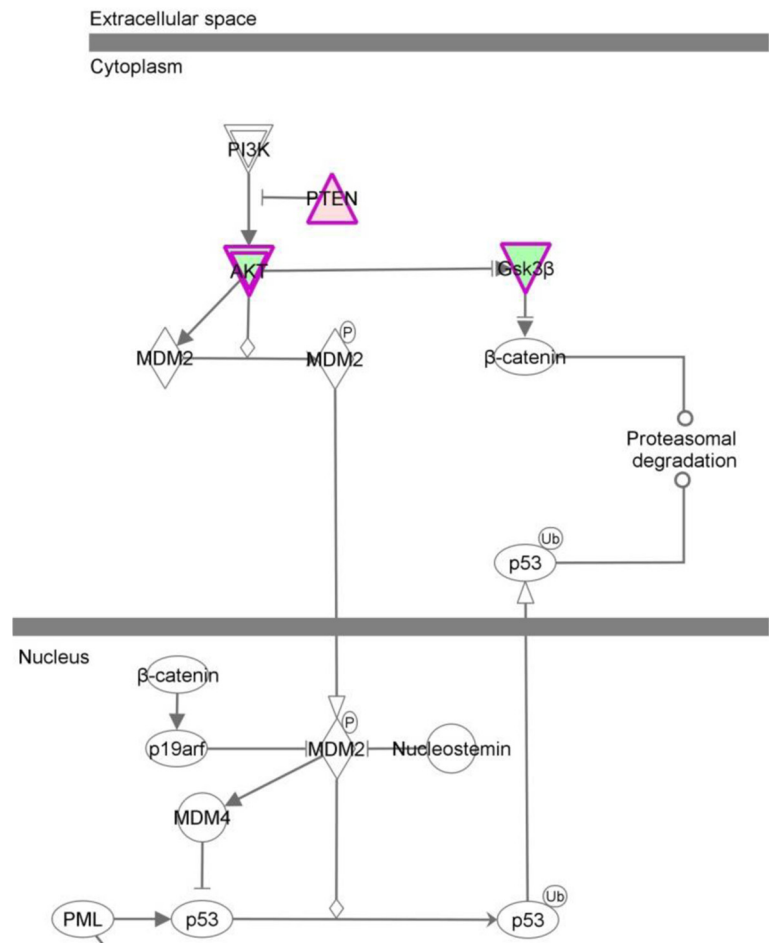 Extracellular space
Cytoplasm
PI3K
PTEN
AKT
Gsk3β
P
MDM2
MDM2
β-catenin
Proteasomal
degradation
Ub
p53
Nucleus
β-catenin
P
p19arf
MDM2
Nucleostemin
MDM4
Ub
PML
p53
p53